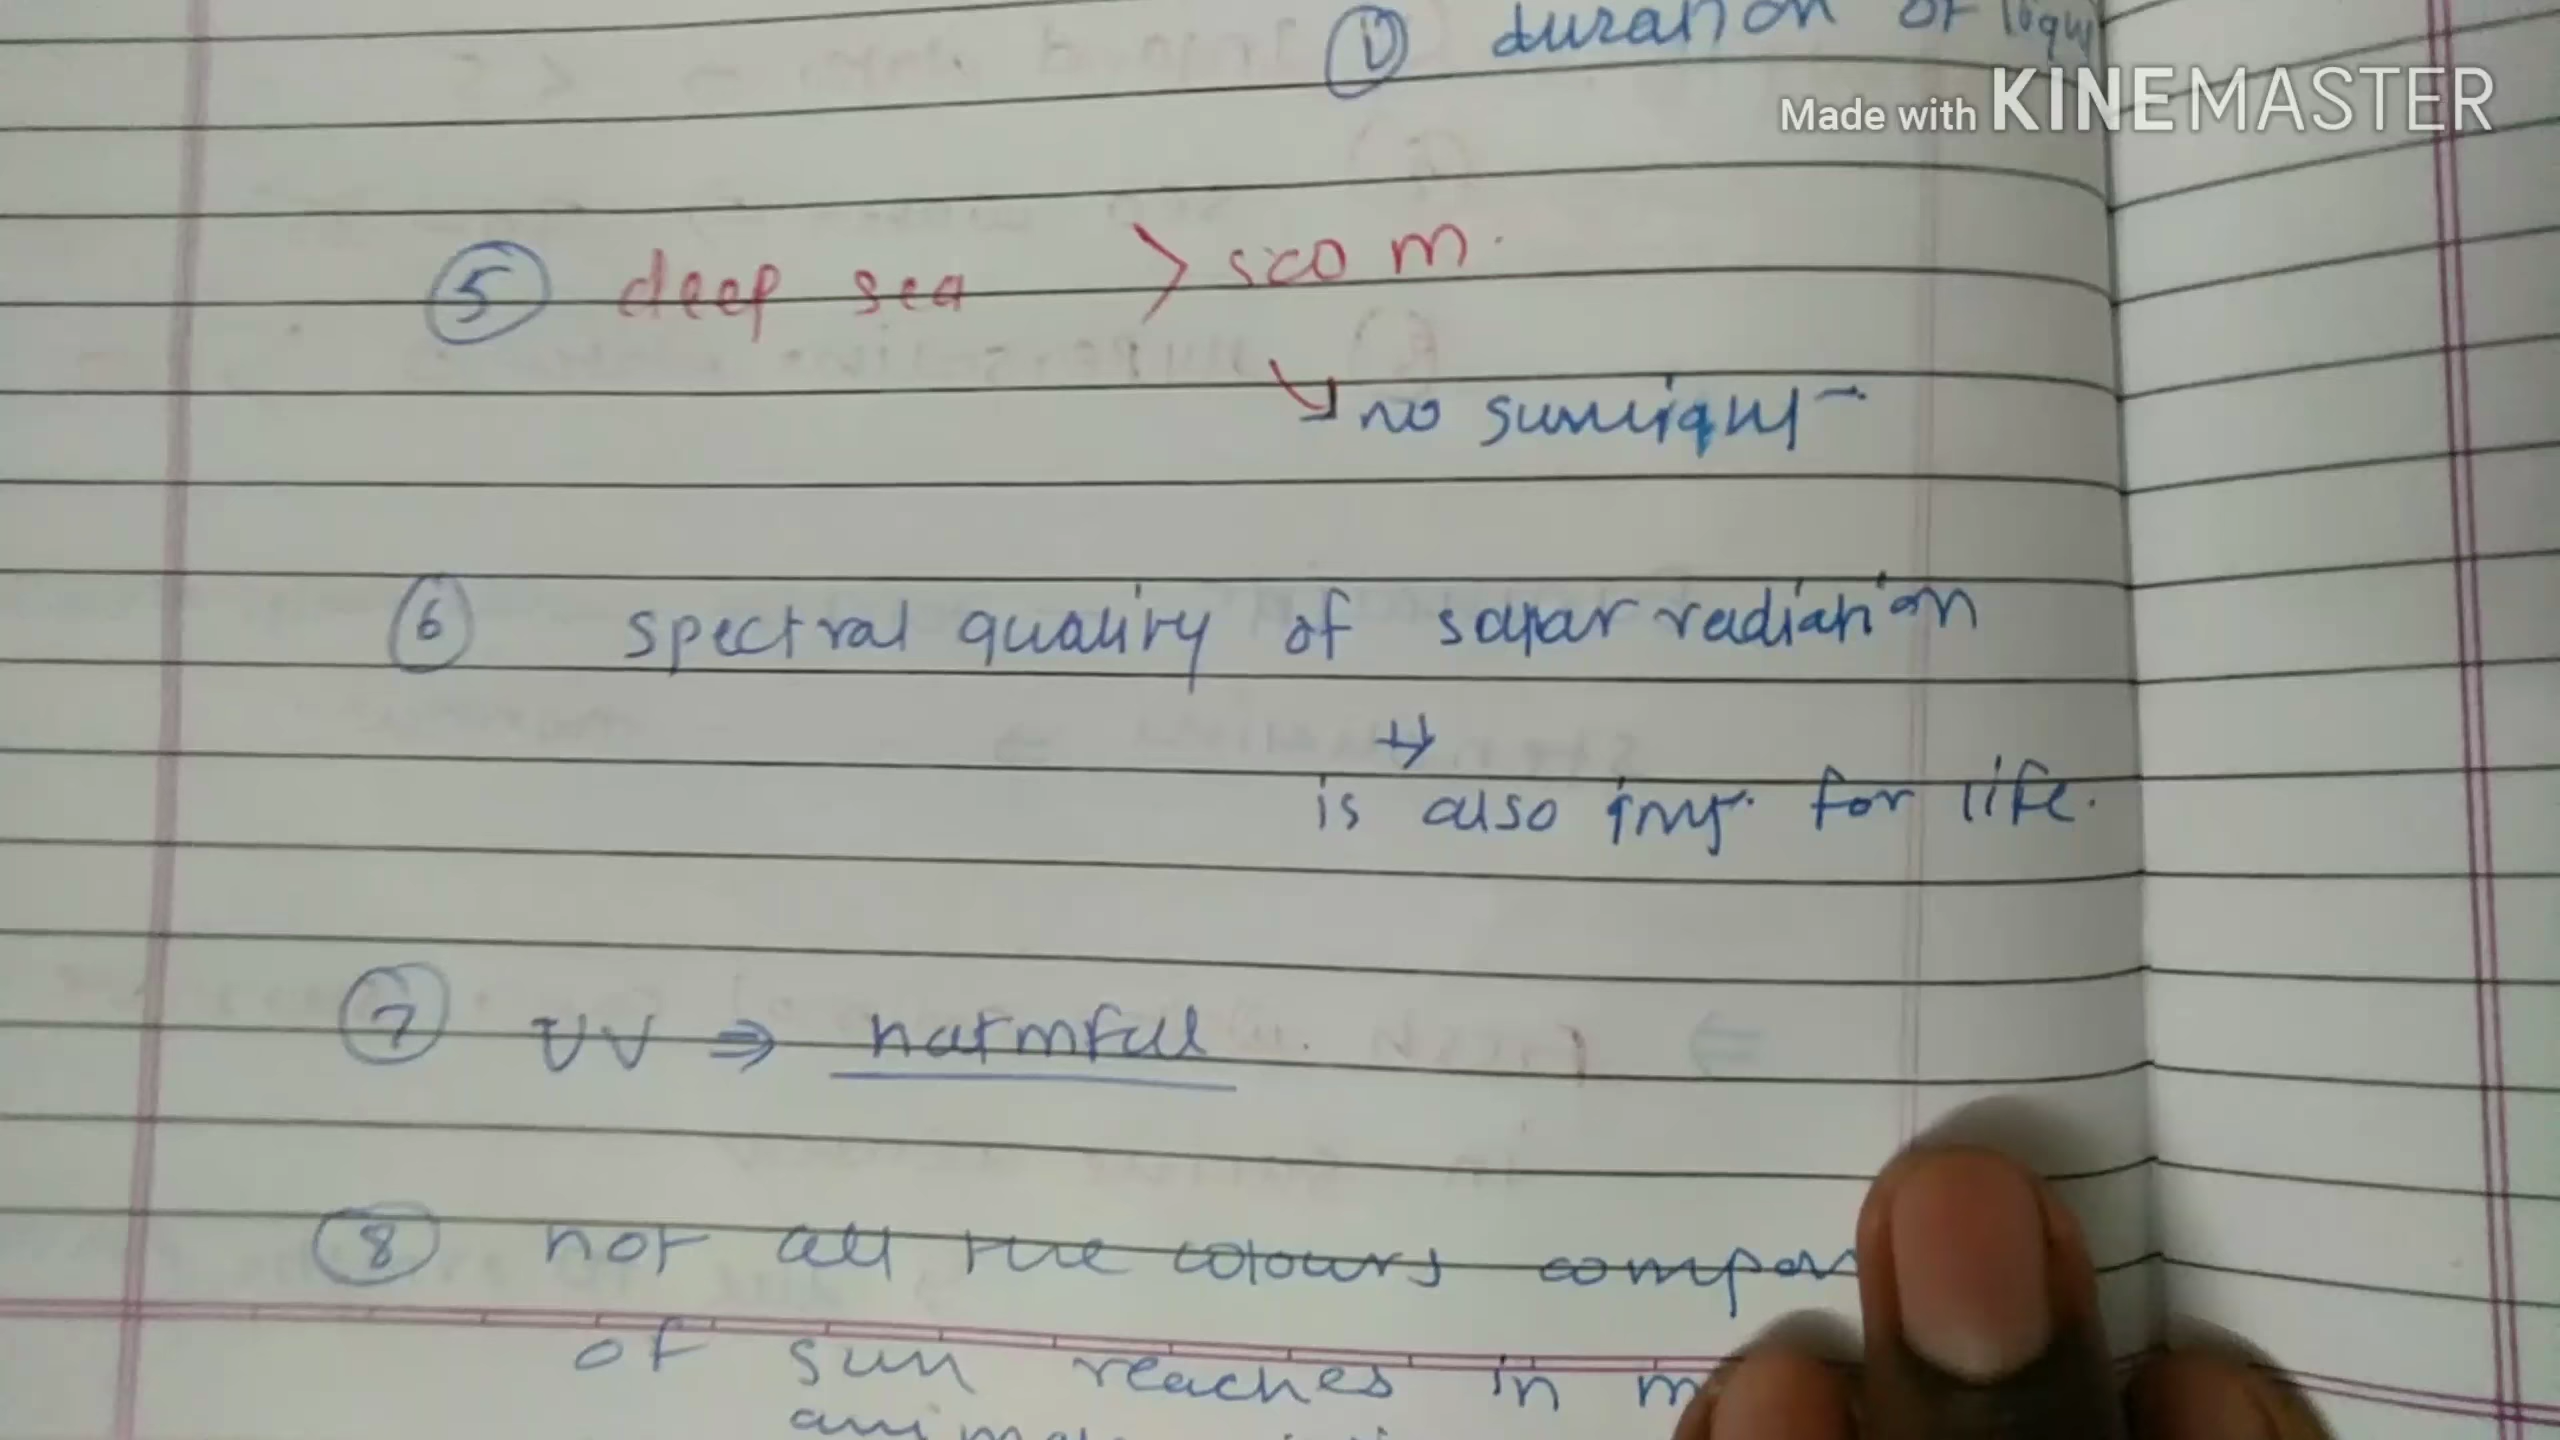 duration of light
Made with KINEMASTER
5 deep sea > 500 m.
no sunlight
6 spectral quality of solar radiation
is also imp. for life.
7 UV ⇒ harmful
8 not all the colours
of sun reaches in